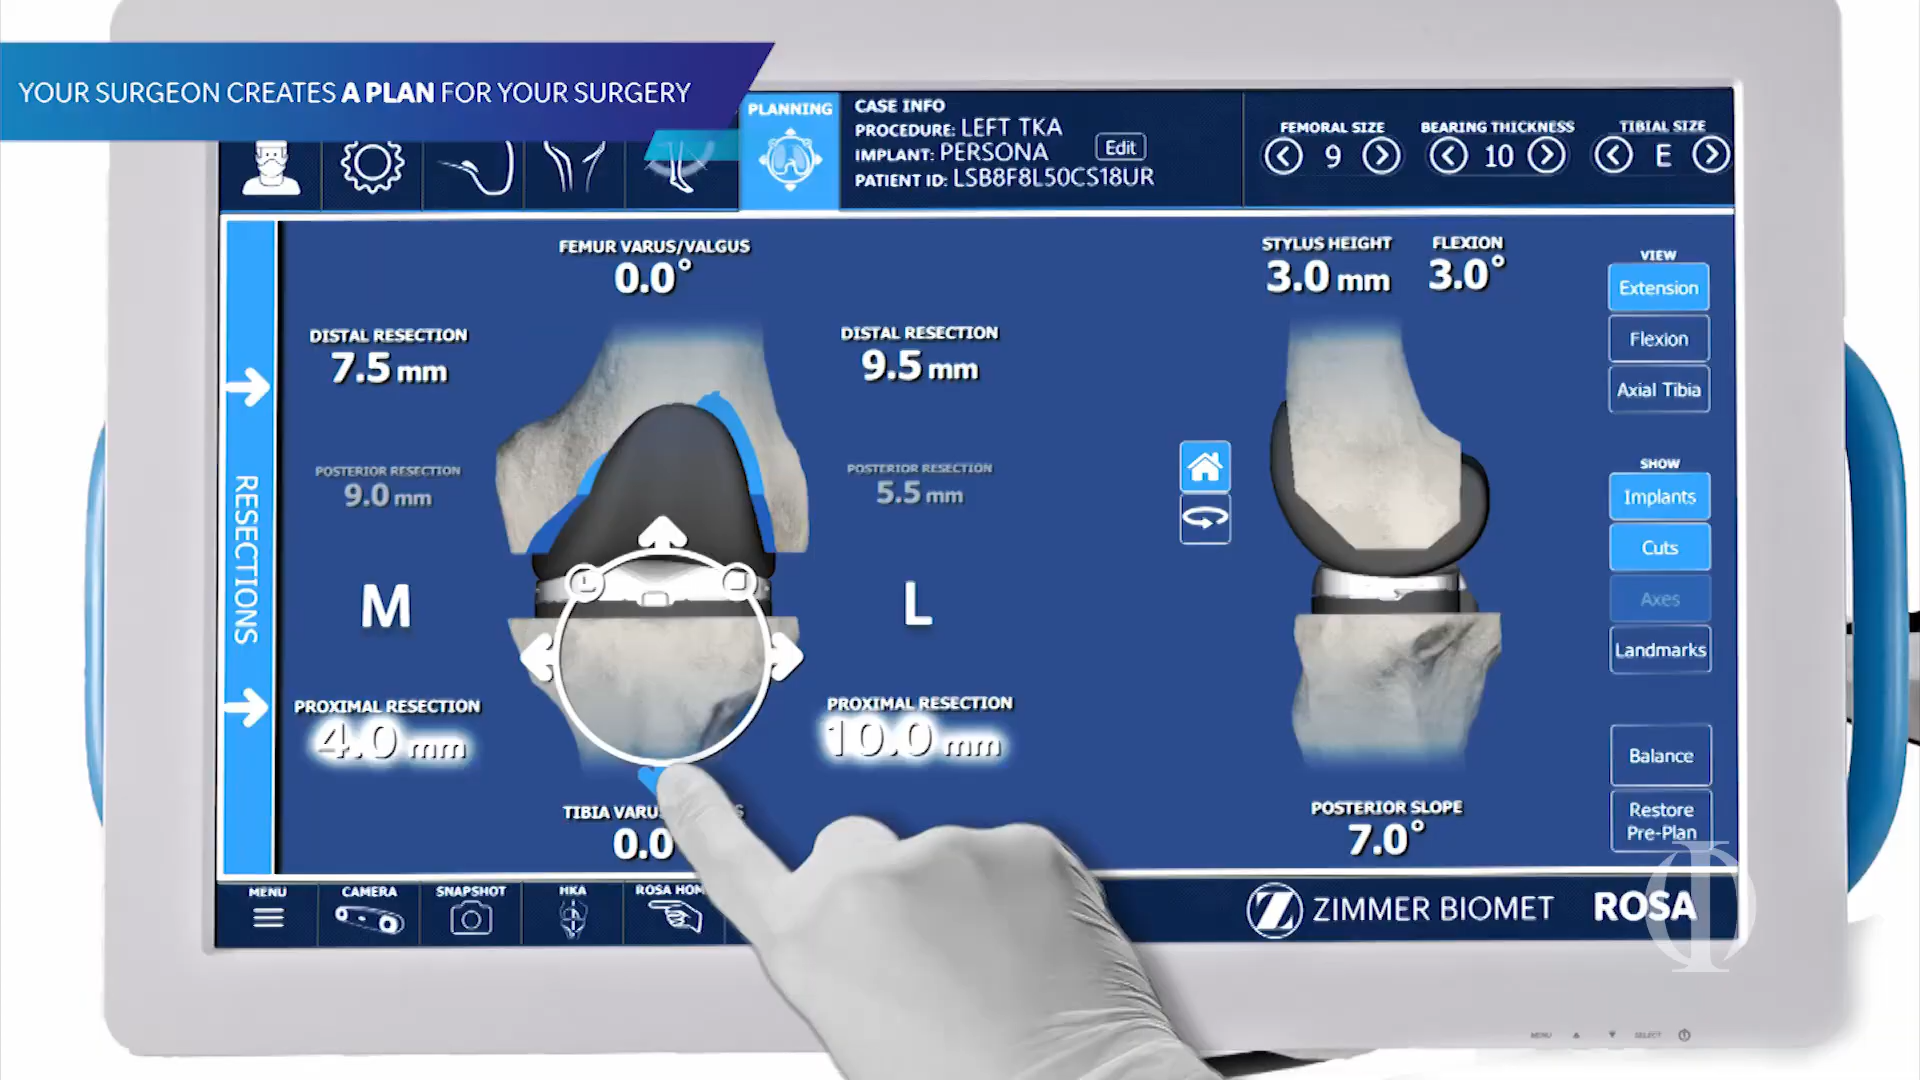 YOUR SURGEON CREATES A PLAN FOR YOUR SURGERY
PLANNING
CASE INFO
PROCEDURE: LEFT TKA
IMPLANT: PERSONA
Edit
PATIENT ID: LSB8F8L50CS18UR
FEMORAL SIZE
9
BEARING THICKNESS
10
TIBIAL SIZE
E
RESECTIONS
FEMUR VARUS/VALGUS
0.0°
DISTAL RESECTION
7.5 mm
DISTAL RESECTION
9.5 mm
POSTERIOR RESECTION
9.0 mm
POSTERIOR RESECTION
5.5 mm
M
L
L
PROXIMAL RESECTION
4.0 mm
PROXIMAL RESECTION
10.0 mm
TIBIA
0.0
STYLUS HEIGHT
3.0 mm
FLEXION
3.0°
POSTERIOR SLOPE
7.0°
VIEW
Extension
Flexion
Axial Tibia
SHOW
Implants
Cuts
Axes
Landmarks
Balance
Restore
Pre-Plan
MENU
CAMERA
SNAPSHOT
HKA
ROSA
ZIMMER BIOMET
ROSA
MENU
SELECT